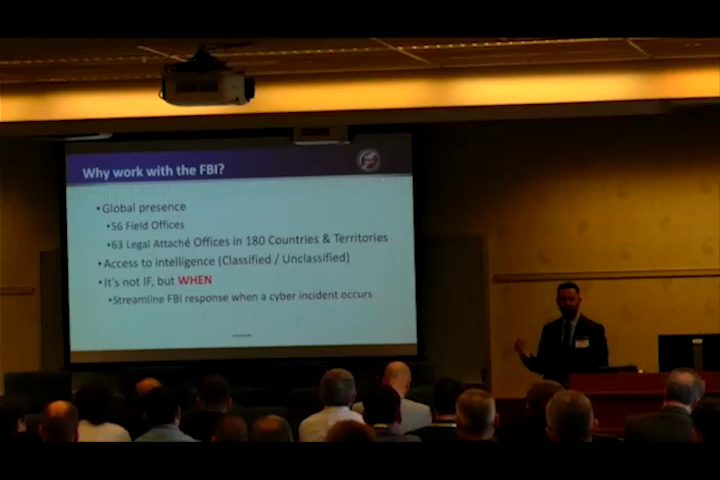 Why work with the FBI?
•Global presence
•56 Field Offices
•63 Legal Attaché Offices in 180 Countries & Territories
•Access to intelligence (Classified / Unclassified)
•It's not IF, but WHEN
•Streamline FBI response when a cyber incident occurs